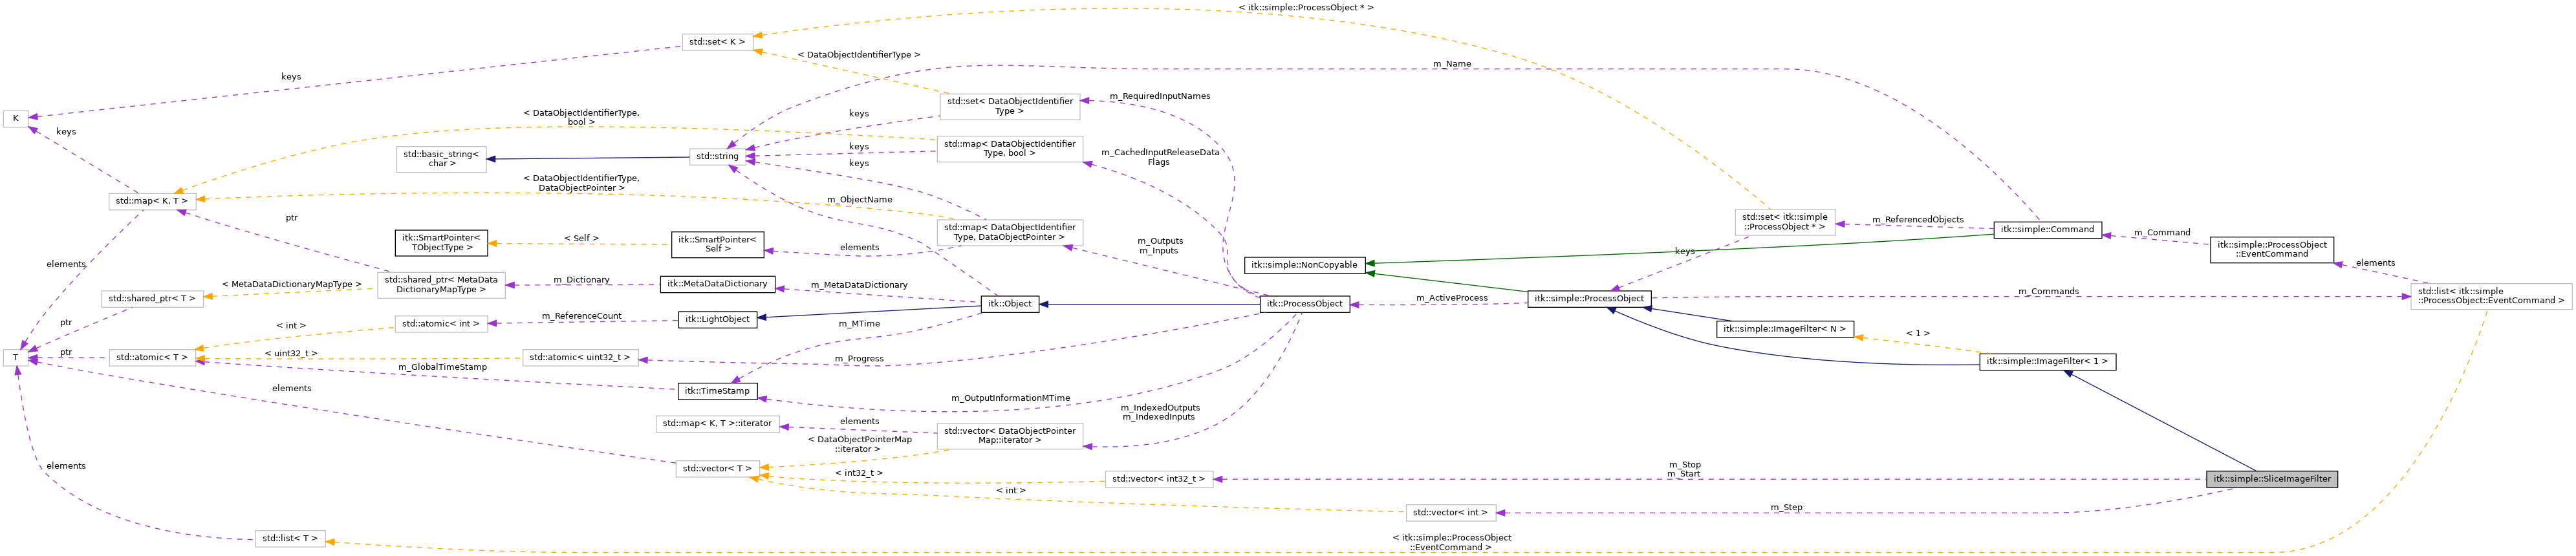 < itk::simple::ProcessObject * >
std::set< K >
< DataObjectIdentifierType >
m_Name
keys
std::set< DataObjectIdentifier
Type >
m_RequiredInputNames
K
keys
< DataObjectIdentifierType,
bool >
keys
std::basic_string<
char >
std::string
keys
std::map< DataObjectIdentifier
Type, bool >
m_CachedInputReleaseData
Flags
keys
std::map< K, T >
< DataObjectIdentifierType,
DataObjectPointer >
m_ObjectName
ptr
itk::SmartPointer<
TObjectType >
< Self >
itk::SmartPointer<
Self >
elements
std::map< DataObjectIdentifier
Type, DataObjectPointer >
m_Outputs
m_Inputs
std::set< itk::simple
::ProcessObject * >
m_ReferencedObjects
itk::simple::Command
m_Command
itk::simple::ProcessObject
::EventCommand
keys
itk::simple::NonCopyable
elements
elements
std::shared_ptr< T >
< MetaDataDictionaryMapType >
std::shared_ptr< MetaData
DictionaryMapType >
m_Dictionary
itk::MetaDataDictionary
m_MetaDataDictionary
itk::Object
itk::ProcessObject
m_ActiveProcess
itk::simple::ProcessObject
m_Commands
std::list< itk::simple
::ProcessObject::EventCommand >
ptr
< int >
std::atomic< int >
m_ReferenceCount
itk::LightObject
m_MTime
itk::simple::ImageFilter< N >
< 1 >
T
ptr
std::atomic< T >
< uint32_t >
std::atomic< uint32_t >
m_Progress
itk::simple::ImageFilter< 1 >
m_GlobalTimeStamp
itk::TimeStamp
elements
m_OutputInformationMTime
m_IndexedOutputs
m_IndexedInputs
std::map< K, T >::iterator
elements
std::vector< DataObjectPointer
Map::iterator >
< DataObjectPointerMap
::iterator >
elements
std::vector< T >
< int32_t >
std::vector< int32_t >
m_Stop
m_Start
itk::simple::SliceImageFilter
< int >
std::vector< int >
m_Step
std::list< T >
< itk::simple::ProcessObject
::EventCommand >